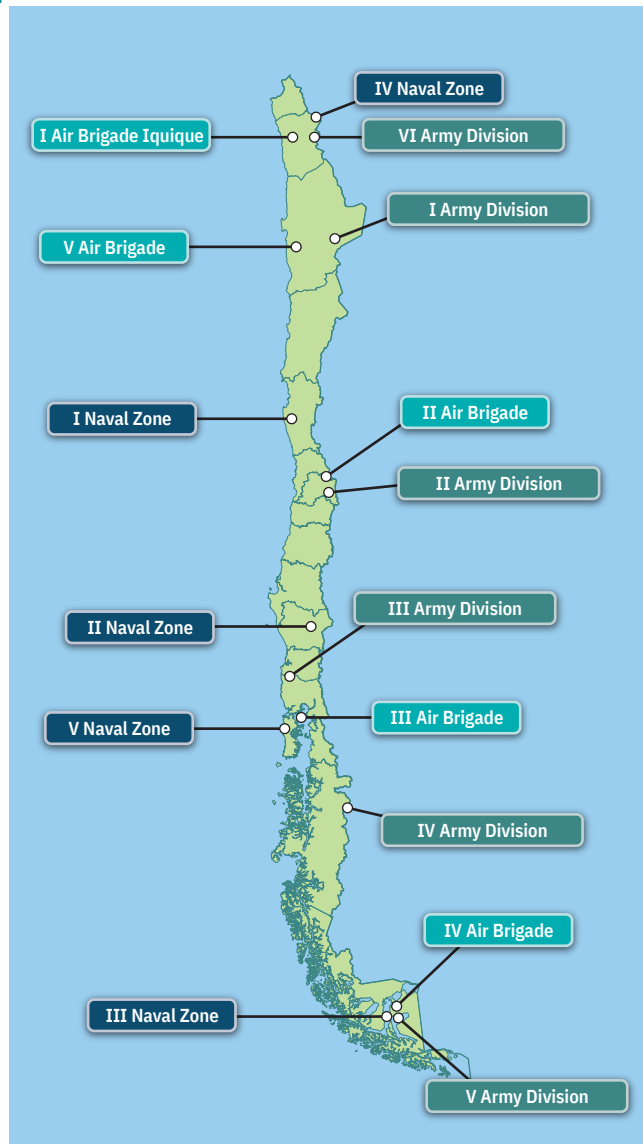 IV Naval Zone
I Air Brigade Iquique
VI Army Division
I Army Division
V Air Brigade
II Air Brigade
I Naval Zone
II Army Division
III Army Division
II Naval Zone
III Air Brigade
V Naval Zone
IV Army Division
IV Air Brigade
III Naval Zone
V Army Division